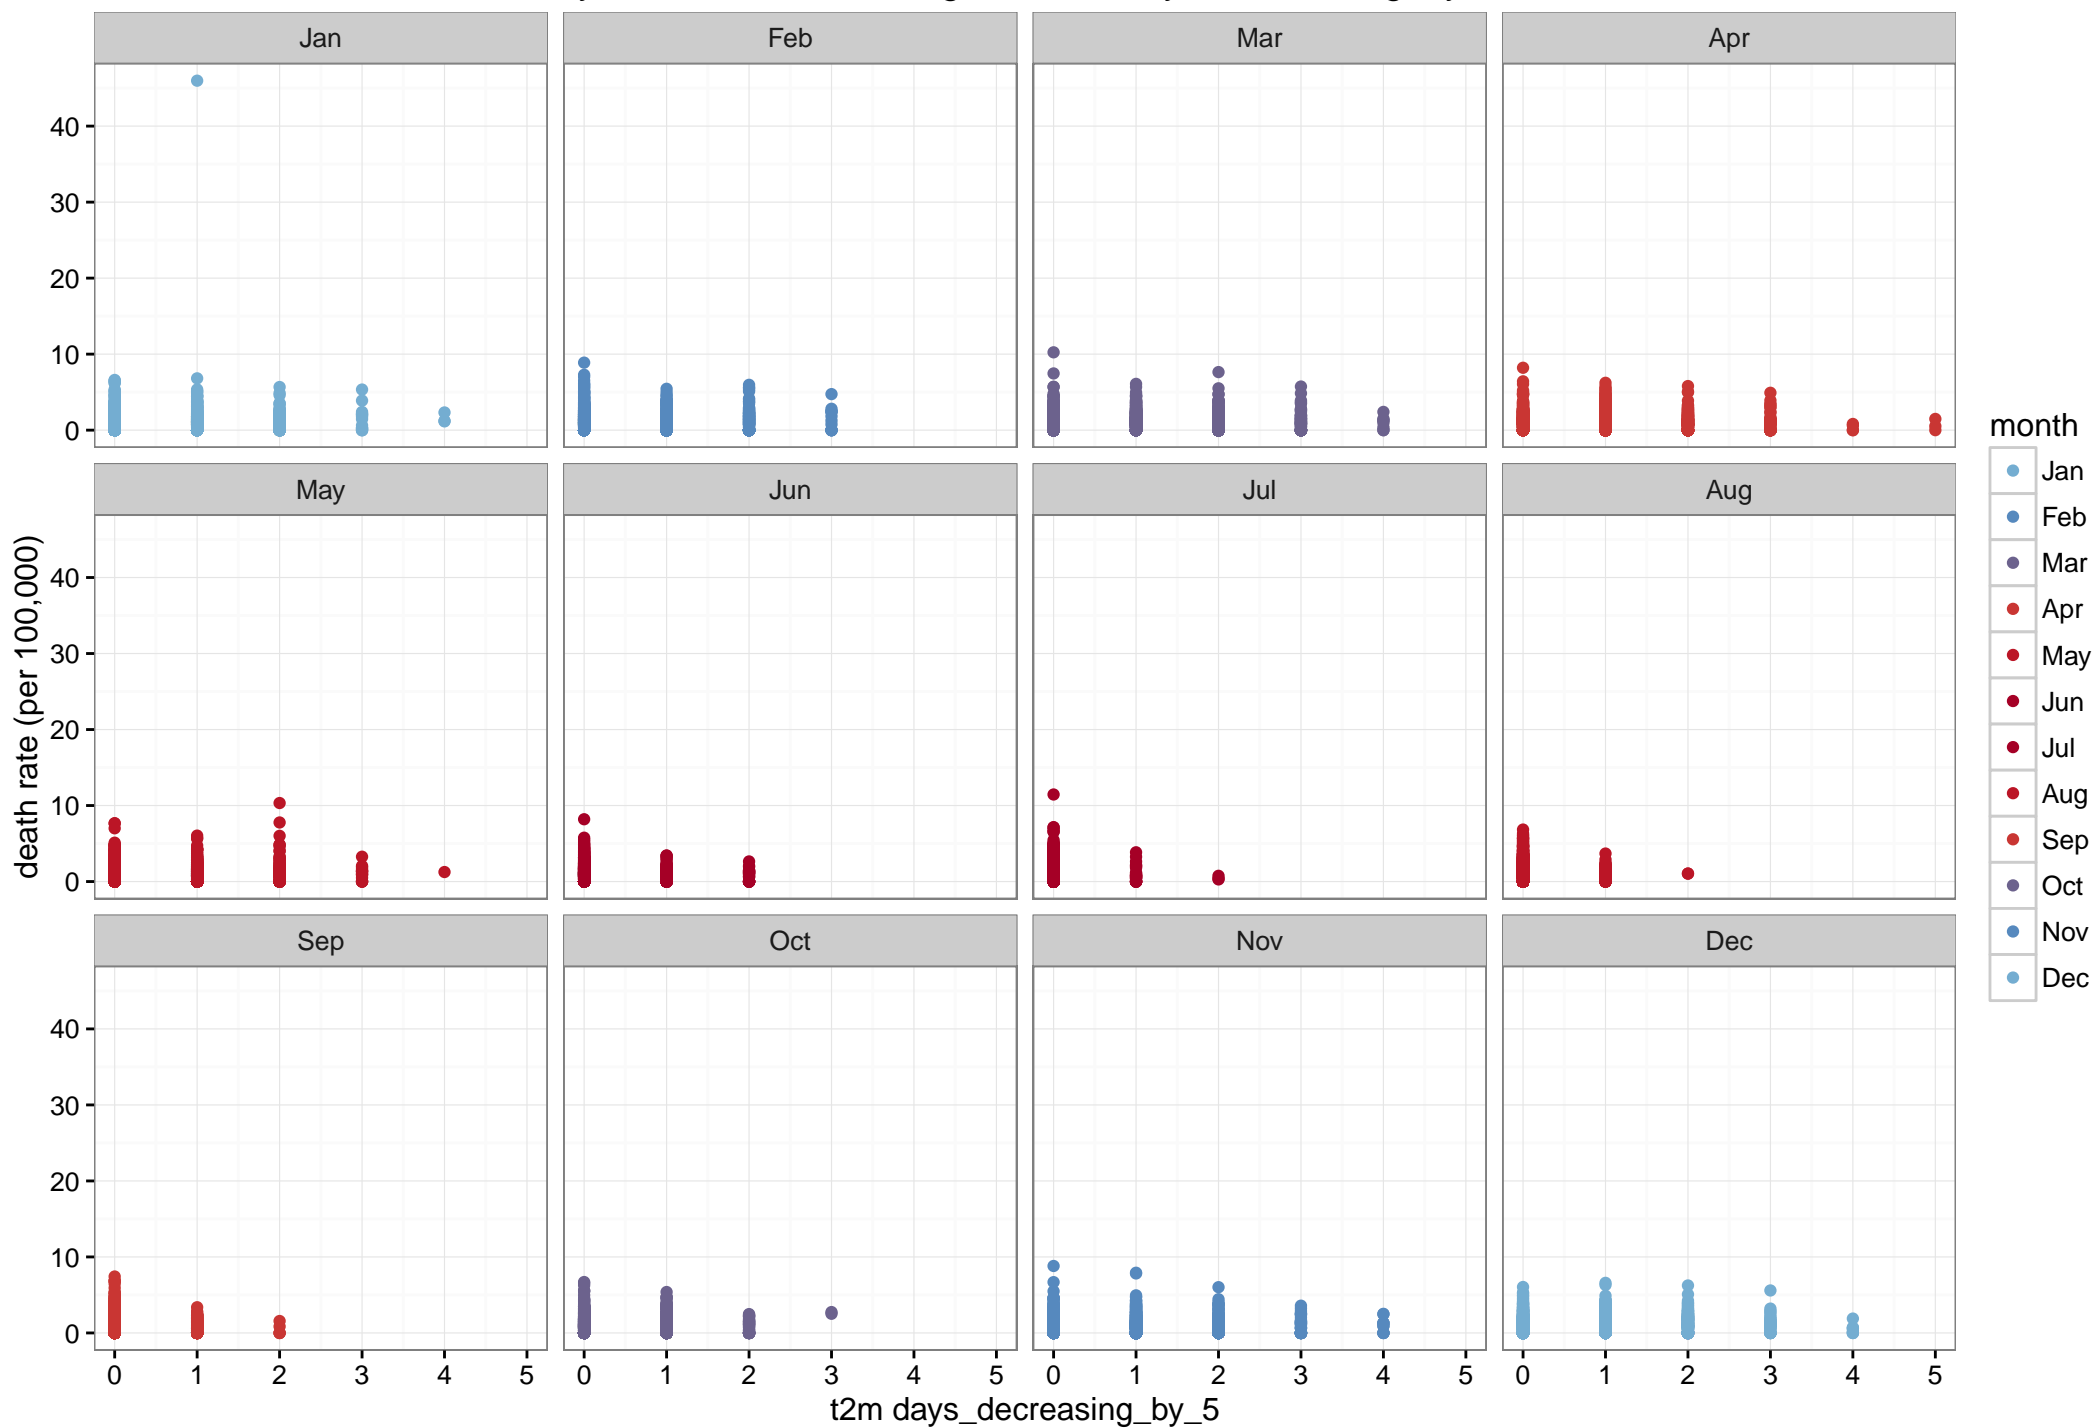 Jan Feb Mar Apr
40
30
20
10
0
May Jun Jul Aug
40
30
20
10
0
Sep Oct Nov Dec
40
30
20
10
0
0 1 2 3 4 5 0 1 2 3 4 5 0 1 2 3 4 5 0 1 2 3 4 5
t2m days_decreasing_by_5
death rate (per 100,000)
month
Jan
Feb
Mar
Apr
May
Jun
Jul
Aug
Sep
Oct
Nov
Dec